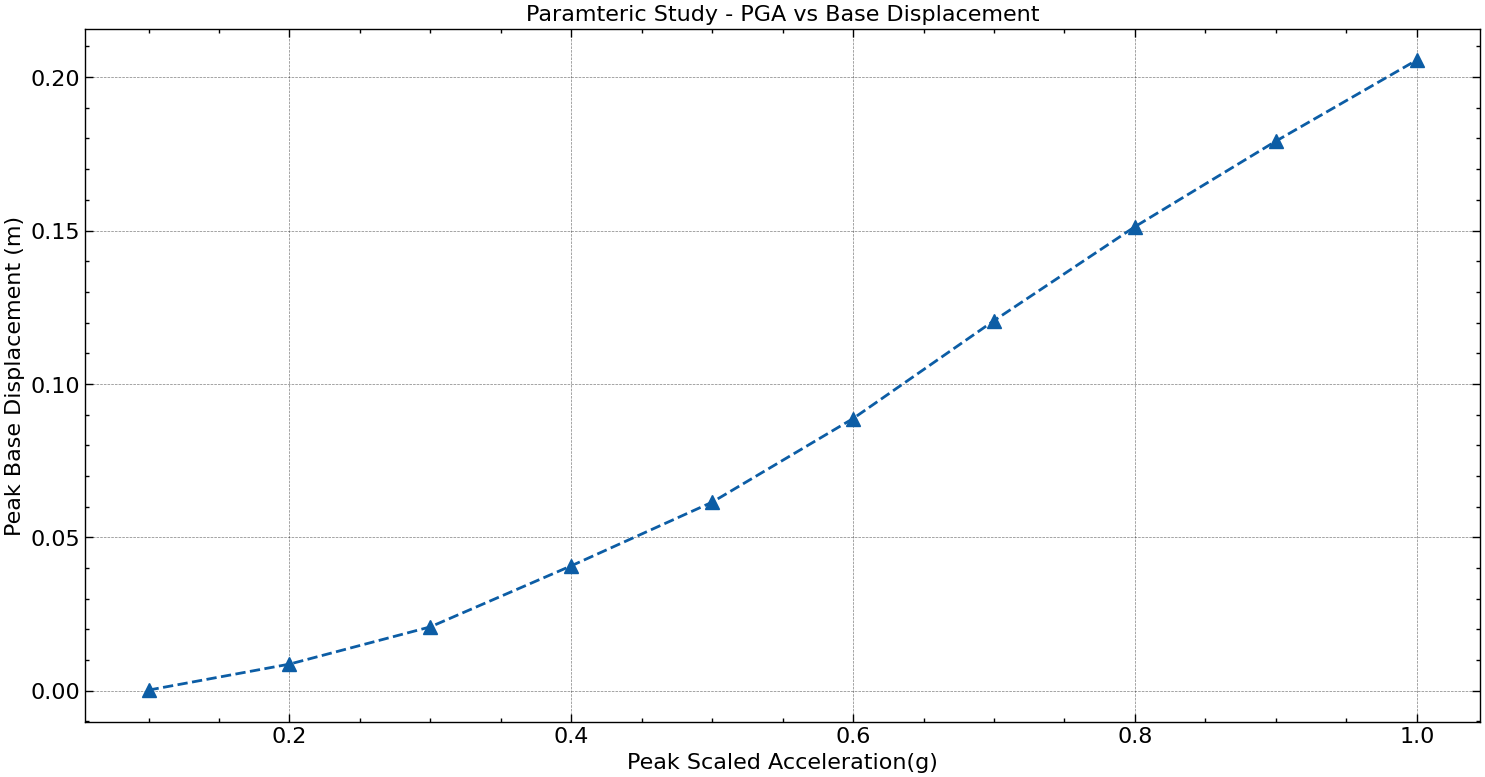 Paramteric Study - PGA vs Base Displacement
Peak Base Displacement (m)
0.20
0.15
0.10
0.05
0.00
0.2 0.4 0.6 0.8 1.0
Peak Scaled Acceleration(g)